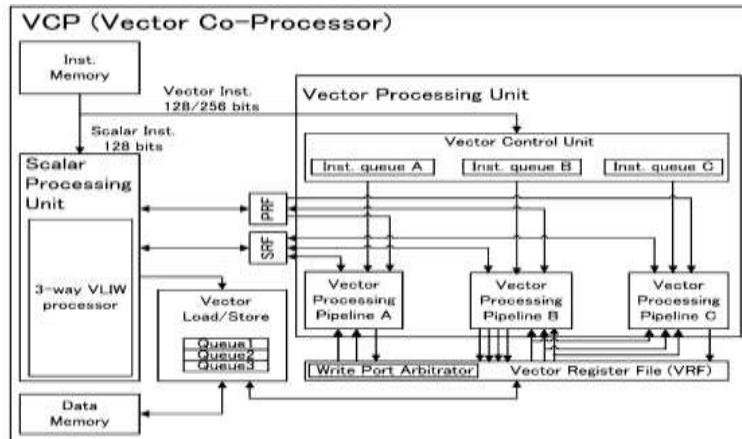 VCP (Vector Co-Processor)
Inst.
Memory
Vector Inst.
128/256 bits
Scalar Inst.
128 bits
Vector Processing Unit
Vector Control Unit
Inst. queue A
Inst. queue B
Inst. queue C
Scalar
Processing
Unit
3-way VLIW
processor
PRF
SRF
Vector
Processing
Pipeline A
Vector
Processing
Pipeline B
Vector
Processing
Pipeline C
Vector
Load/Store
Queue1
Queue2
Queue3
Write Port Arbitrator
Vector Register File (VRF)
Data
Memory